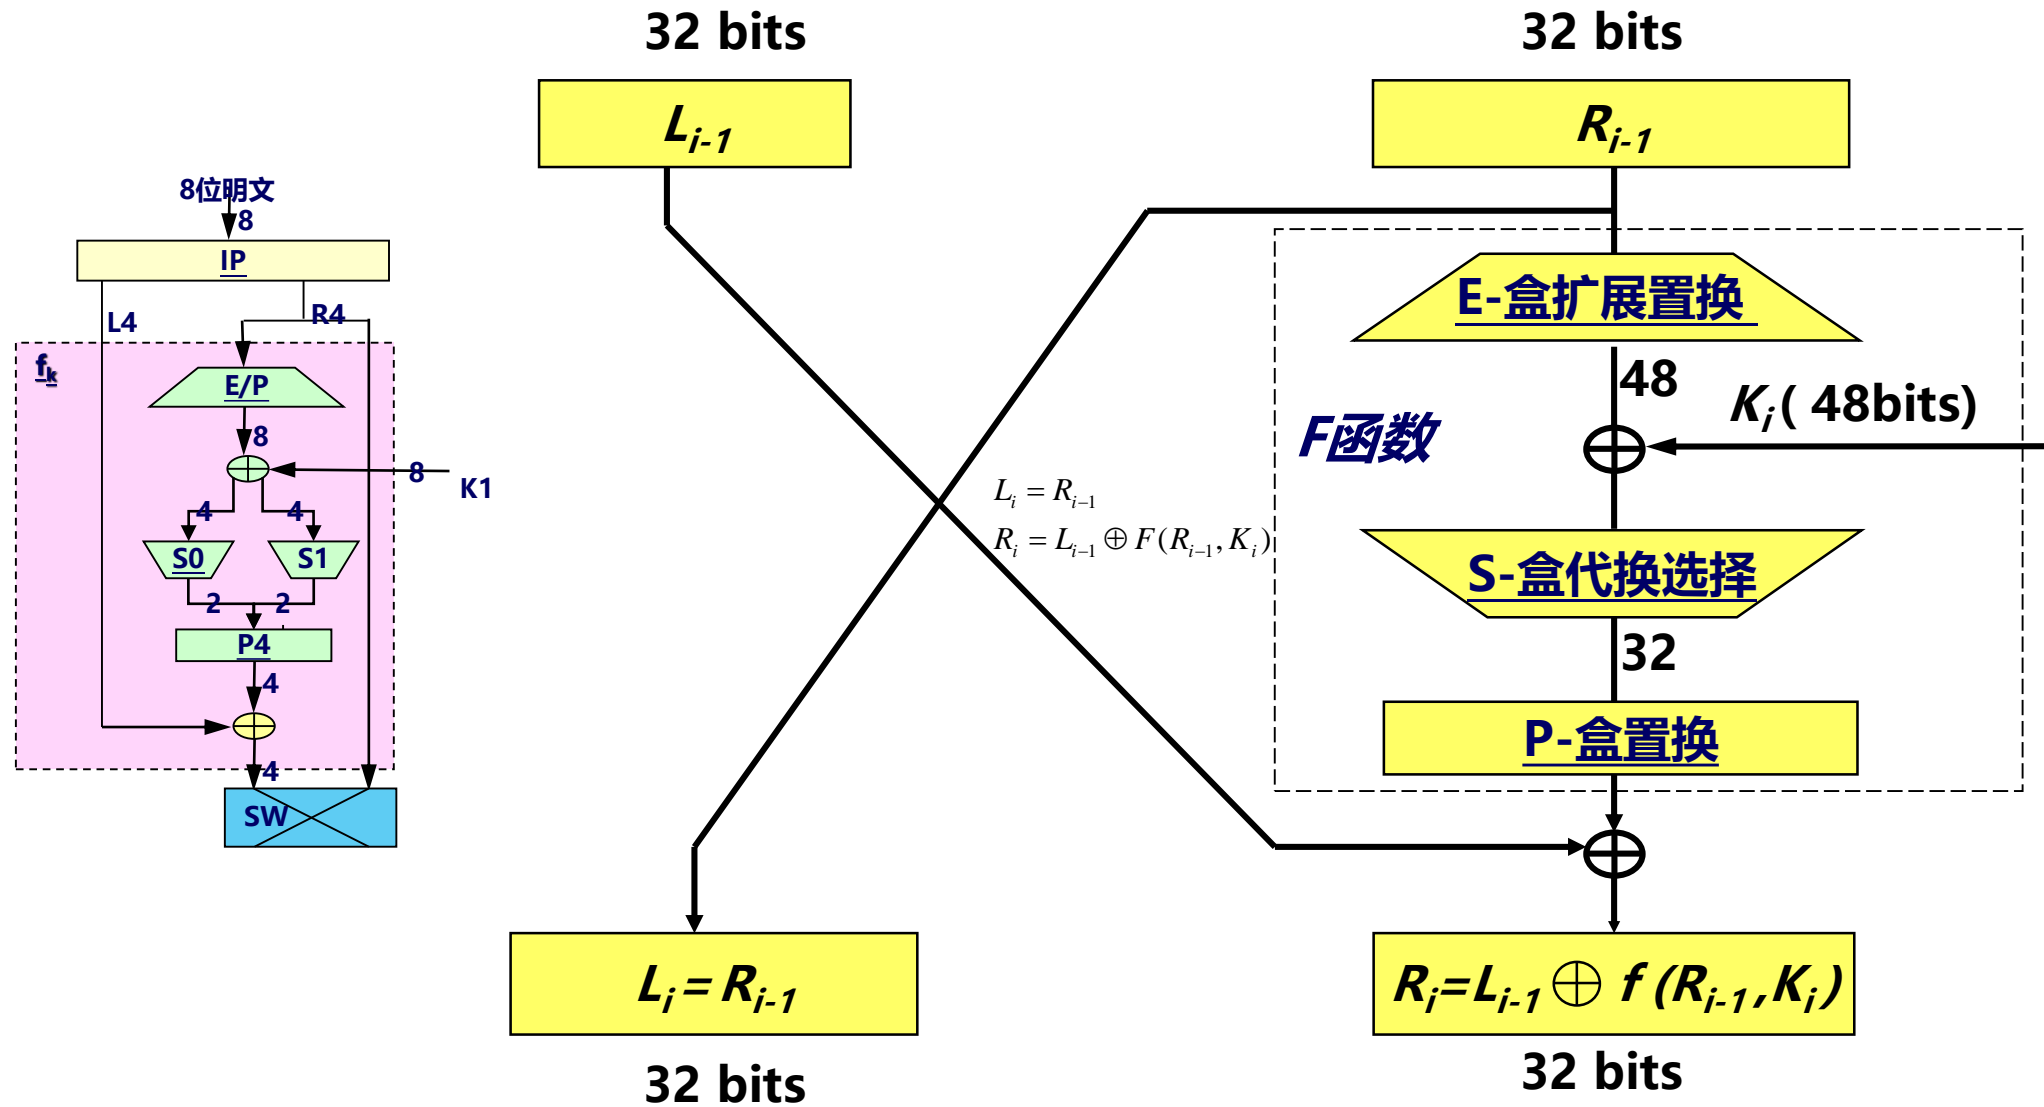 32 bits
32 bits
L_{i-1}
R_{i-1}
8位明文
8
IP
L4
R4
f_k
E/P
8
8
K1
4
4
S0
S1
2
2
P4
4
4
SW
L_i = R_{i-1}
R_i = L_{i-1} ⊕ F(R_{i-1}, K_i)
E-盒扩展置换
48
K_i( 48bits)
F函数
S-盒代换选择
32
P-盒置换
L_i = R_{i-1}
R_i=L_{i-1} ⊕ f (R_{i-1},K_i)
32 bits
32 bits